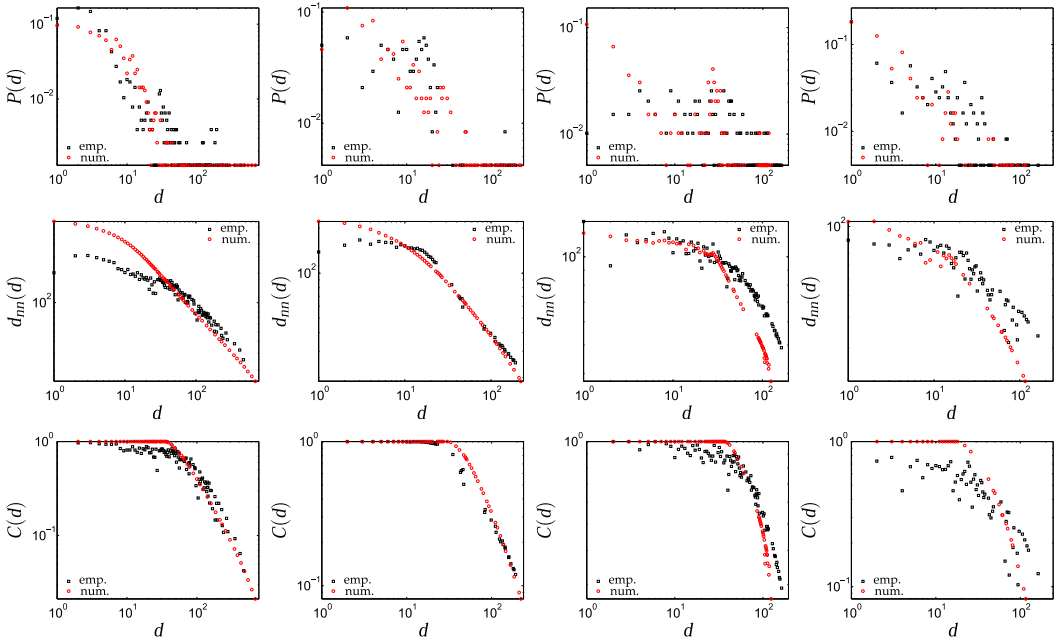 10^-1 10^-1 10^-1 10^-1
P(d) P(d) P(d) P(d)
10^-2 10^-2 10^-2 10^-2
emp. emp. emp. emp.
num. num. num. num.
10^0 10^1 10^2 10^0 10^1 10^2 10^0 10^1 10^2 10^0 10^1 10^2
d d d d
emp. emp. emp. emp.
num. num. num. num.
10^2 10^2 10^2 10^2
d_nn(d) d_nn(d) d_nn(d) d_nn(d)
10^0 10^1 10^2 10^0 10^1 10^2 10^0 10^1 10^2 10^0 10^1 10^2
d d d d
10^0 10^0 10^0 10^0
C(d) C(d) C(d) C(d)
10^-1 10^-1 10^-1
emp. emp. emp. emp.
num. num. num. num.
10^0 10^1 10^2 10^0 10^1 10^2 10^0 10^1 10^2 10^0 10^1 10^2
d d d d